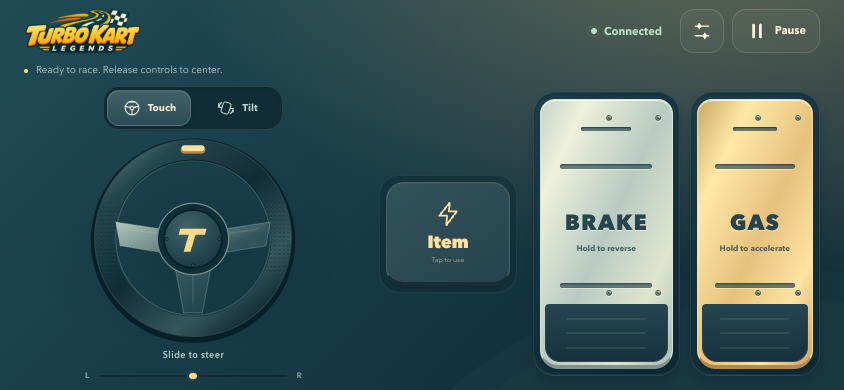 TURBO KART
LEGENDS
Connected
Pause
Ready to race. Release controls to center.
Touch
Tilt
T
Item
Tap to use
BRAKE
Hold to reverse
GAS
Hold to accelerate
Slide to steer
L
R